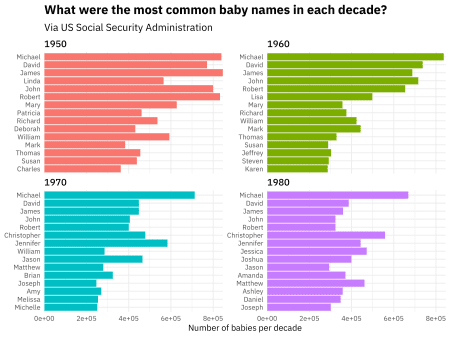 What were the most common baby names in each decade?
Via US Social Security Administration
1950
Michael
David
James
Linda
John
Robert
Mary
Patricia
Richard
Deborah
William
Mark
Thomas
Susan
Charles
1960
Michael
David
James
John
Robert
Lisa
Mary
Richard
William
Mark
Thomas
Susan
Jeffrey
Steven
Karen
1970
Michael
David
James
John
Robert
Christopher
Jennifer
William
Jason
Matthew
Brian
Joseph
Amy
Melissa
Michelle
0e+00 2e+05 4e+05 6e+05 8e+05
1980
Michael
David
James
John
Robert
Christopher
Jennifer
Jessica
Joshua
Jason
Amanda
Matthew
Ashley
Daniel
Joseph
0e+00 2e+05 4e+05 6e+05 8e+05
Number of babies per decade